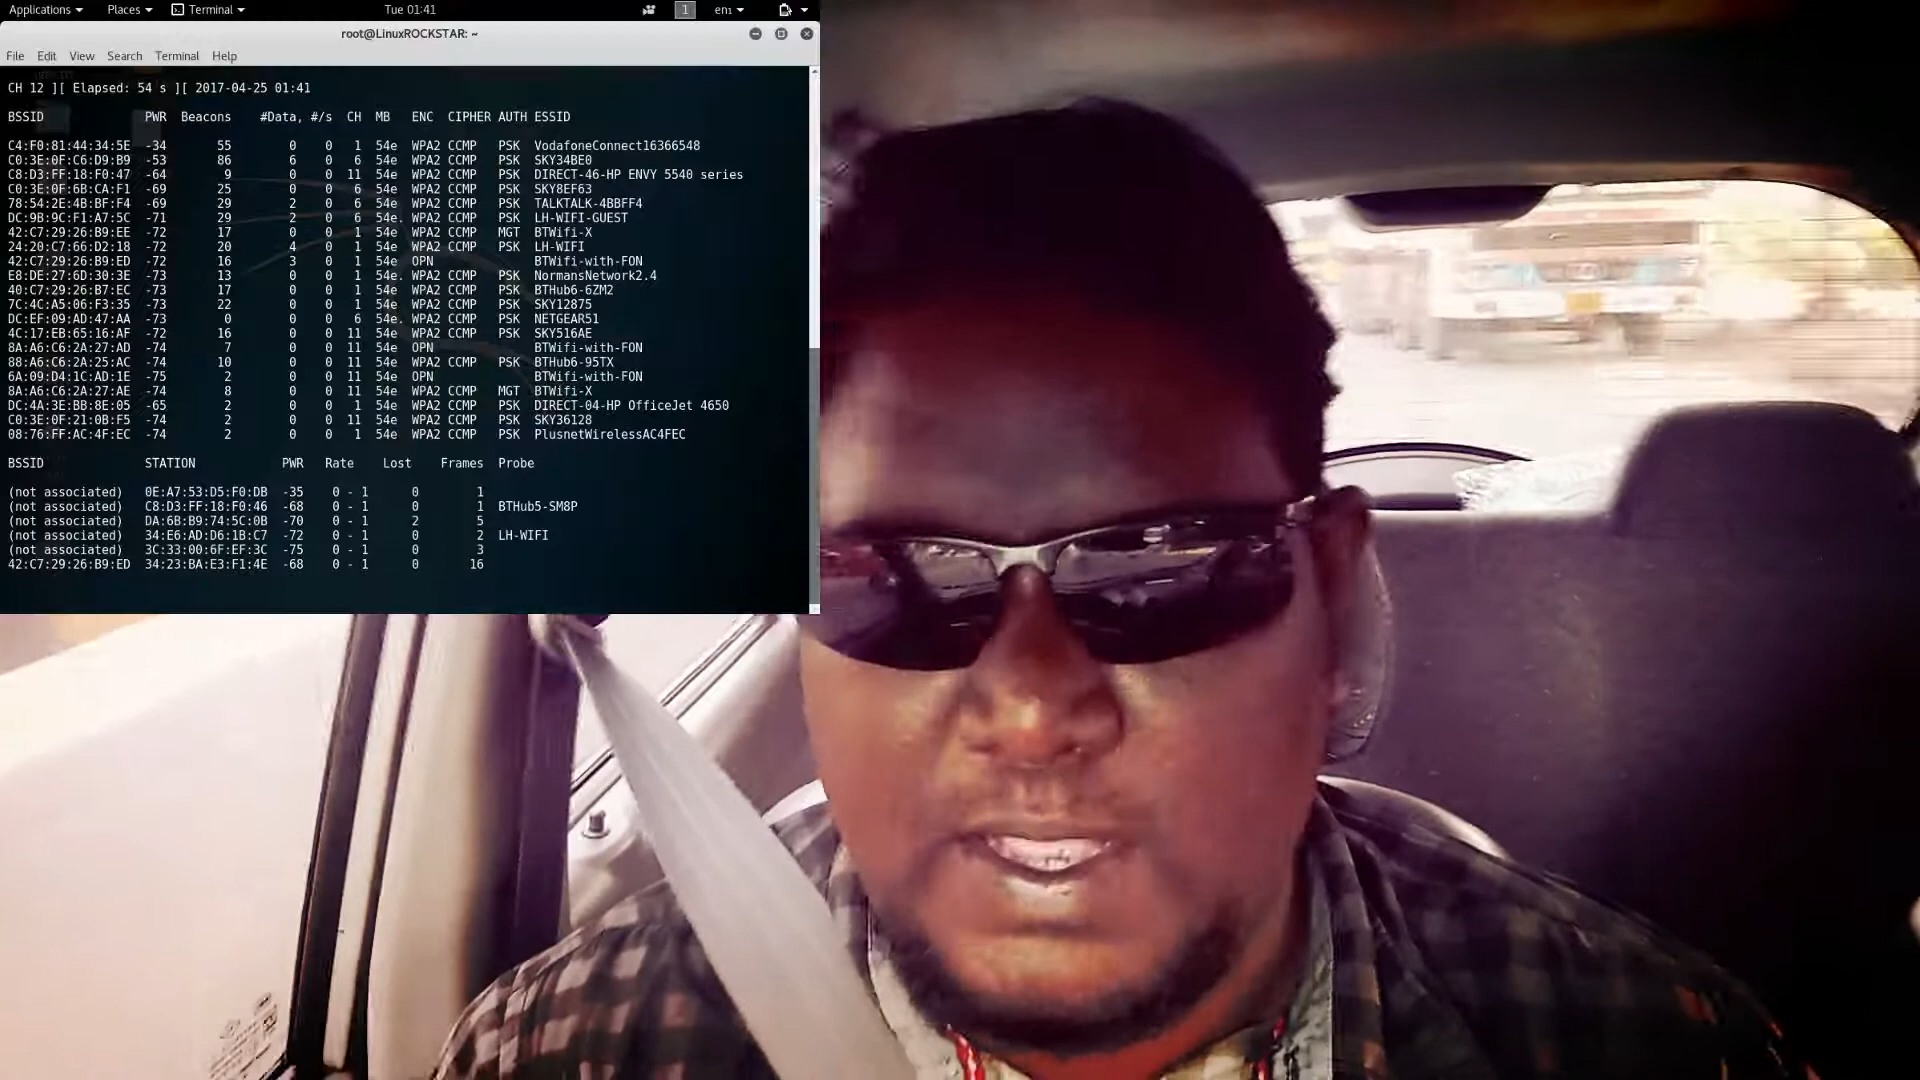 Applications Places Terminal Tue 01:41 1 en1
root@LinuxROCKSTAR: ~
File Edit View Search Terminal Help
CH 12 ][ Elapsed: 54 s ][ 2017-04-25 01:41
BSSID PWR Beacons #Data, #/s CH MB ENC CIPHER AUTH ESSID
C4:F0:81:44:34:5E -34 55 0 0 1 54e WPA2 CCMP PSK VodafoneConnect16366548
C0:3E:0F:C6:D9:B9 -53 86 6 0 6 54e WPA2 CCMP PSK SKY34BE0
C8:D3:FF:18:F0:47 -64 9 0 0 11 54e WPA2 CCMP PSK DIRECT-46-HP ENVY 5540 series
C0:3E:0F:6B:CA:F1 -69 25 0 0 6 54e WPA2 CCMP PSK SKY8EF63
78:54:2E:4B:BF:F4 -69 29 2 0 6 54e WPA2 CCMP PSK TALKTALK-4BBFF4
DC:9B:9C:F1:A7:5C -71 29 2 0 6 54e. WPA2 CCMP PSK LH-WIFI-GUEST
42:C7:29:26:B9:EE -72 17 0 0 1 54e WPA2 CCMP MGT BTWifi-X
24:20:C7:66:D2:18 -72 20 4 0 1 54e WPA2 CCMP PSK LH-WIFI
42:C7:29:26:B9:ED -72 16 3 0 1 54e OPN BTWifi-with-FON
E8:DE:27:6D:30:3E -73 13 0 0 1 54e. WPA2 CCMP PSK NormansNetwork2.4
40:C7:29:26:B7:EC -73 17 0 0 1 54e WPA2 CCMP PSK BTHub6-6ZM2
7C:4C:A5:06:F3:35 -73 22 0 0 1 54e WPA2 CCMP PSK SKY12875
DC:EF:09:AD:47:AA -73 0 0 0 6 54e. WPA2 CCMP PSK NETGEAR51
4C:17:EB:65:16:AF -72 16 0 0 11 54e WPA2 CCMP PSK SKY516AE
8A:A6:C6:2A:27:AD -74 7 0 0 11 54e OPN BTWifi-with-FON
88:A6:C6:2A:25:AC -74 10 0 0 11 54e WPA2 CCMP PSK BTHub6-95TX
6A:09:D4:1C:AD:1E -75 2 0 0 11 54e OPN BTWifi-with-FON
8A:A6:C6:2A:27:AE -74 8 0 0 11 54e WPA2 CCMP MGT BTWifi-X
DC:4A:3E:BB:8E:05 -65 2 0 0 1 54e WPA2 CCMP PSK DIRECT-04-HP OfficeJet 4650
C0:3E:0F:21:0B:F5 -74 2 0 0 11 54e WPA2 CCMP PSK SKY36128
08:76:FF:AC:4F:EC -74 2 0 0 1 54e WPA2 CCMP PSK PlusnetWirelessAC4FEC
BSSID STATION PWR Rate Lost Frames Probe
(not associated) 0E:A7:53:D5:F0:DB -35 0 - 1 0 1
(not associated) C8:D3:FF:18:F0:46 -68 0 - 1 0 1 BTHub5-SM8P
(not associated) DA:6B:B9:74:5C:0B -70 0 - 1 2 5
(not associated) 34:E6:AD:D6:1B:C7 -72 0 - 1 0 2 LH-WIFI
(not associated) 3C:33:00:6F:EF:3C -75 0 - 1 0 3
42:C7:29:26:B9:ED 34:23:BA:E3:F1:4E -68 0 - 1 0 16